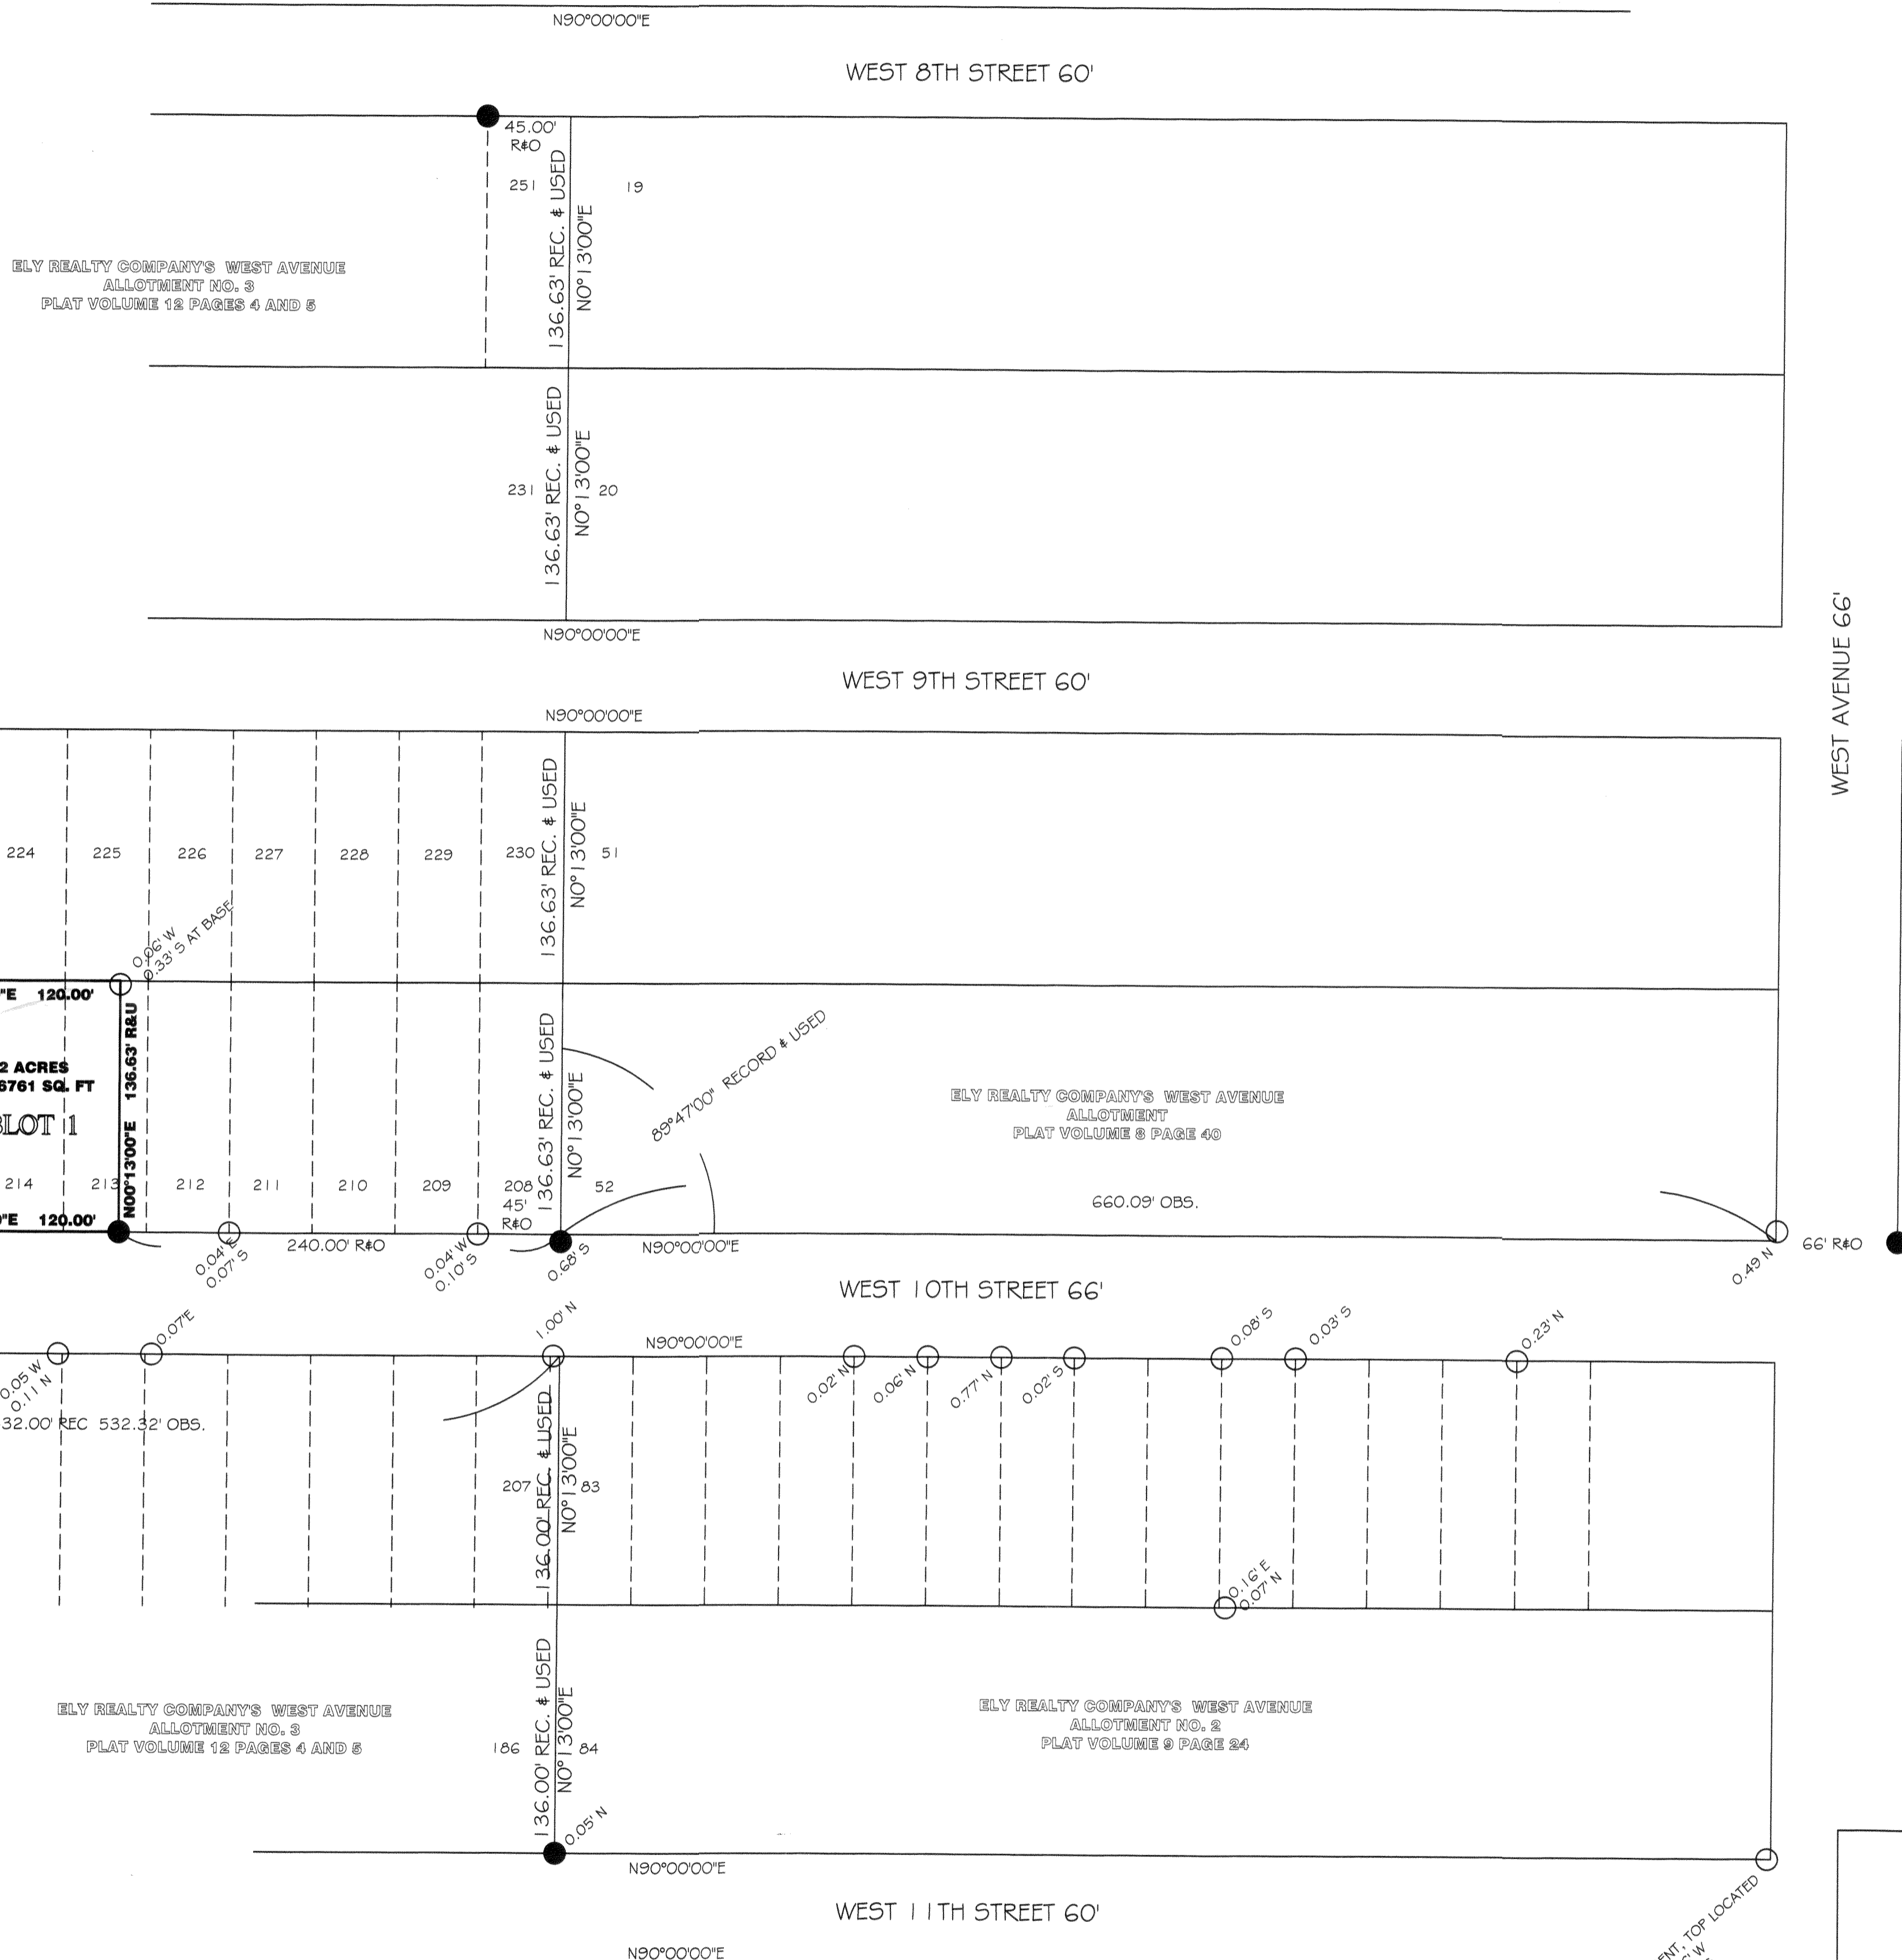 N90°00'00"E
WEST 8TH STREET 60'
45.00'
R&O
251
19
136.63' REC. & USED
N0°13'00"E
ELY REALTY COMPANY'S WEST AVENUE
ALLOTMENT NO. 3
PLAT VOLUME 12 PAGES 4 AND 5
136.63' REC. & USED
N0°13'00"E
231
20
N90°00'00"E
WEST 9TH STREET 60'
WEST AVENUE 66'
N90°00'00"E
224
225
226
227
228
229
230
51
136.63' REC. & USED
N0°13'00"E
0.06' W
0.33' S AT BASE
"E 120.00'
N00°13'00"E 136.63' R&U
2 ACRES
6761 SQ. FT
BLOT 1
136.63' REC. & USED
N0°13'00"E
89°47'00" RECORD & USED
ELY REALTY COMPANY'S WEST AVENUE
ALLOTMENT
PLAT VOLUME 8 PAGE 40
214
213
212
211
210
209
208
52
45'
R&O
660.09' OBS.
"E 120.00'
0.04' E
0.07' S
240.00' R&O
0.04' W
0.10' S
0.68' S
N90°00'00"E
0.49 N
66' R&O
WEST 10TH STREET 66'
0.05 W
0.11 N
0.07'E
1.00' N
N90°00'00"E
0.02' N
0.06' N
0.77' N
0.02' S
0.08' S
0.03' S
0.23' N
32.00' REC 532.32' OBS.
136.00' REC. & USED
N0°13'00"E
207
83
0.16' E
0.07' N
136.00' REC. & USED
N0°13'00"E
ELY REALTY COMPANY'S WEST AVENUE
ALLOTMENT NO. 3
PLAT VOLUME 12 PAGES 4 AND 5
186
84
ELY REALTY COMPANY'S WEST AVENUE
ALLOTMENT NO. 2
PLAT VOLUME 9 PAGE 24
0.05' N
N90°00'00"E
WEST 11TH STREET 60'
N90°00'00"E
ENT, TOP LOCATED
' W